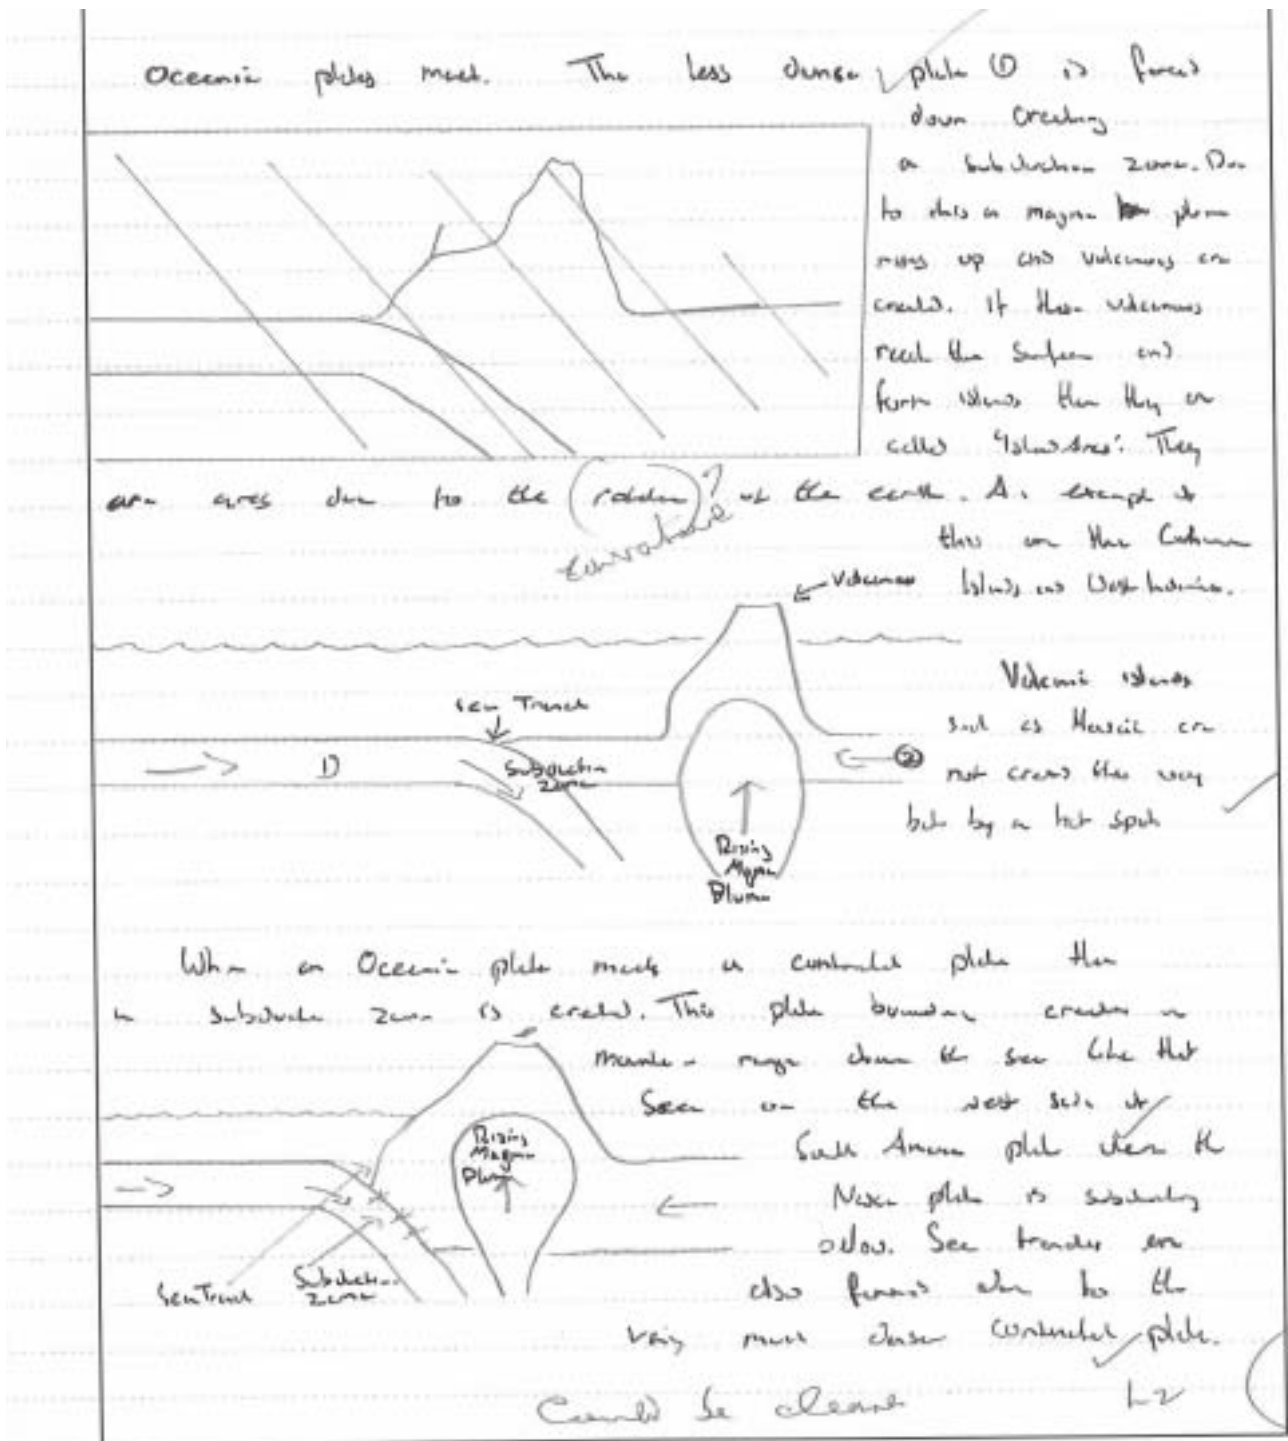 Oceanic plates meet. The less dense plate ① is forced
down creating
a subduction zone. Due
to this a magma plume
rises up and volcanoes are
created. If these volcanoes
reach the surface and
form islands then they are
called "Island Arcs". They
are arcs due to the rotation ? of the earth. An example of
curvature
this are the
Islands and West Indies.
Volcanoes
Volcanic islands
such as Hawaii are
not created this way
but by a hot spot
Sea Trench
1)
Subduction
Zone
②
Rising
Magma
Plume
When an Oceanic plate meets a continental plate then
a subduction zone is created. This plate boundary creates a
mountain range down the sea like that
seen on the west side of
South America plate where the
Nazca plate is subducting
below. Sea trenches are
also formed due to the
very much denser continental plate.
Rising
Magma
Plume
Sea Trench
Subduction
Zone
Could be clearer
L2